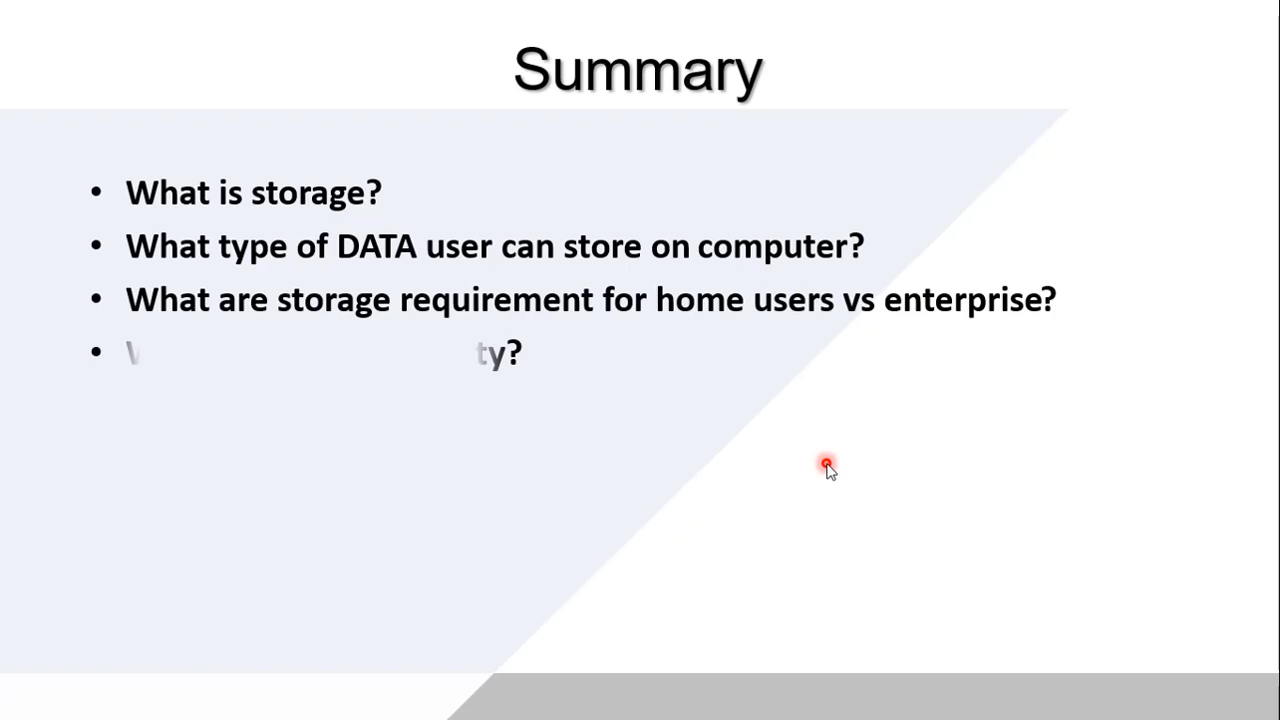 Summary
• What is storage?
• What type of DATA user can store on computer?
• What are storage requirement for home users vs enterprise?
•